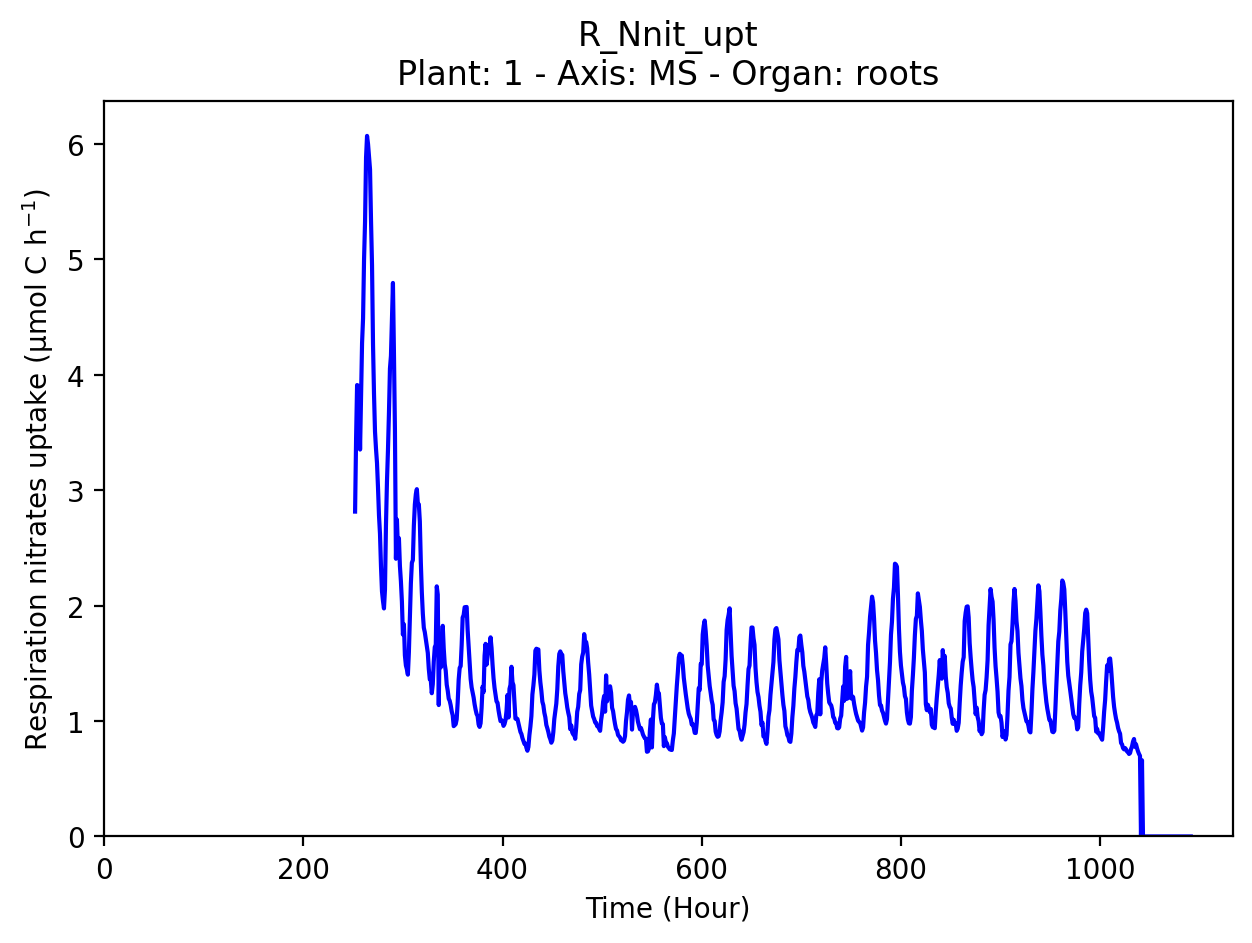 R_Nnit_upt
Plant: 1 - Axis: MS - Organ: roots
Respiration nitrates uptake (µmol C h⁻¹)
6
5
4
3
2
1
0
0 200 400 600 800 1000
Time (Hour)